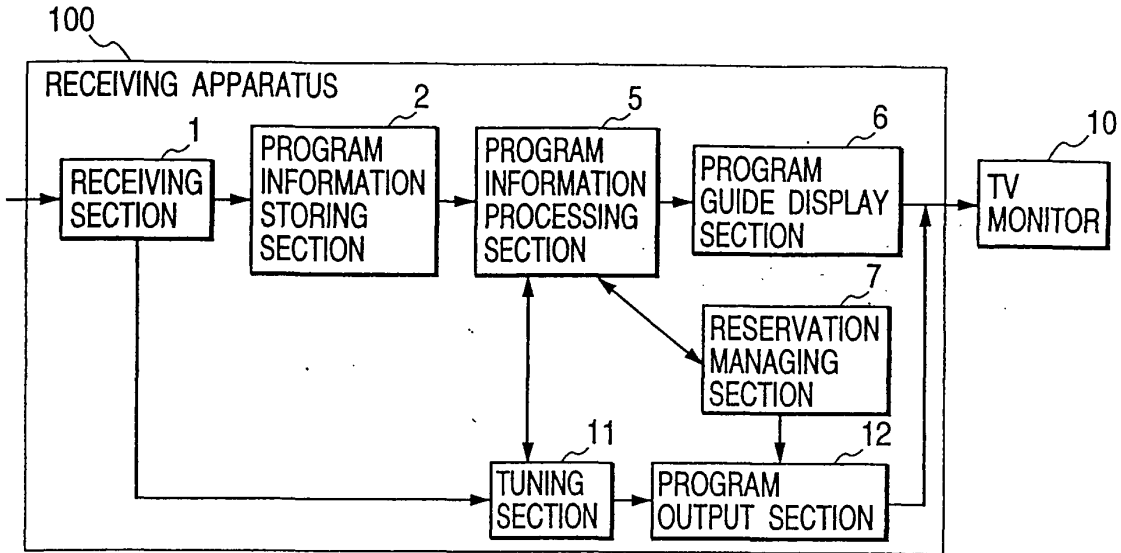 100
RECEIVING APPARATUS
1
RECEIVING
SECTION
2
PROGRAM
INFORMATION
STORING
SECTION
5
PROGRAM
INFORMATION
PROCESSING
SECTION
6
PROGRAM
GUIDE DISPLAY
SECTION
10
TV
MONITOR
7
RESERVATION
MANAGING
SECTION
11
TUNING
SECTION
12
PROGRAM
OUTPUT SECTION